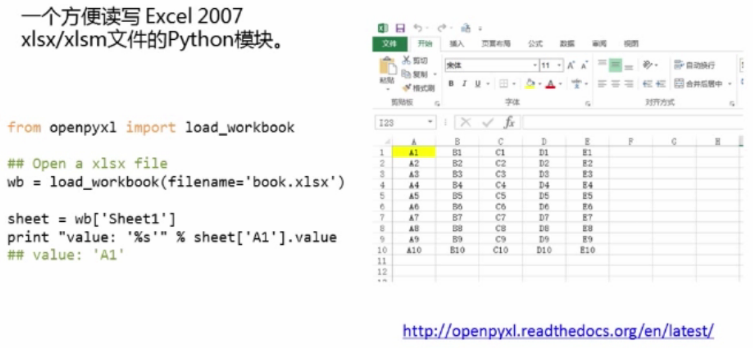 一个方便读写 Excel 2007
xlsx/xlsm文件的Python模块。
from openpyxl import load_workbook
## Open a xlsx file
wb = load_workbook(filename='book.xlsx')
sheet = wb['Sheet1']
print "value: '%s'" % sheet['A1'].value
## value: 'A1'
文件 开始 插入 页面布局 公式 数据 审阅 视图
剪切
复制
格式刷
粘贴
宋体 11 A A
B I U
自动换行
合并后居中
剪贴板 字体 对齐方式
I23 fx
A B C D E F G H
1 A1 B1 C1 D1 E1
2 A2 B2 C2 D2 E2
3 A3 B3 C3 D3 E3
4 A4 B4 C4 D4 E4
5 A5 B5 C5 D5 E5
6 A6 B6 C6 D6 E6
7 A7 B7 C7 D7 E7
8 A8 B8 C8 D8 E8
9 A9 B9 C9 D9 E9
10 A10 B10 C10 D10 E10
11
12
http://openpyxl.readthedocs.org/en/latest/